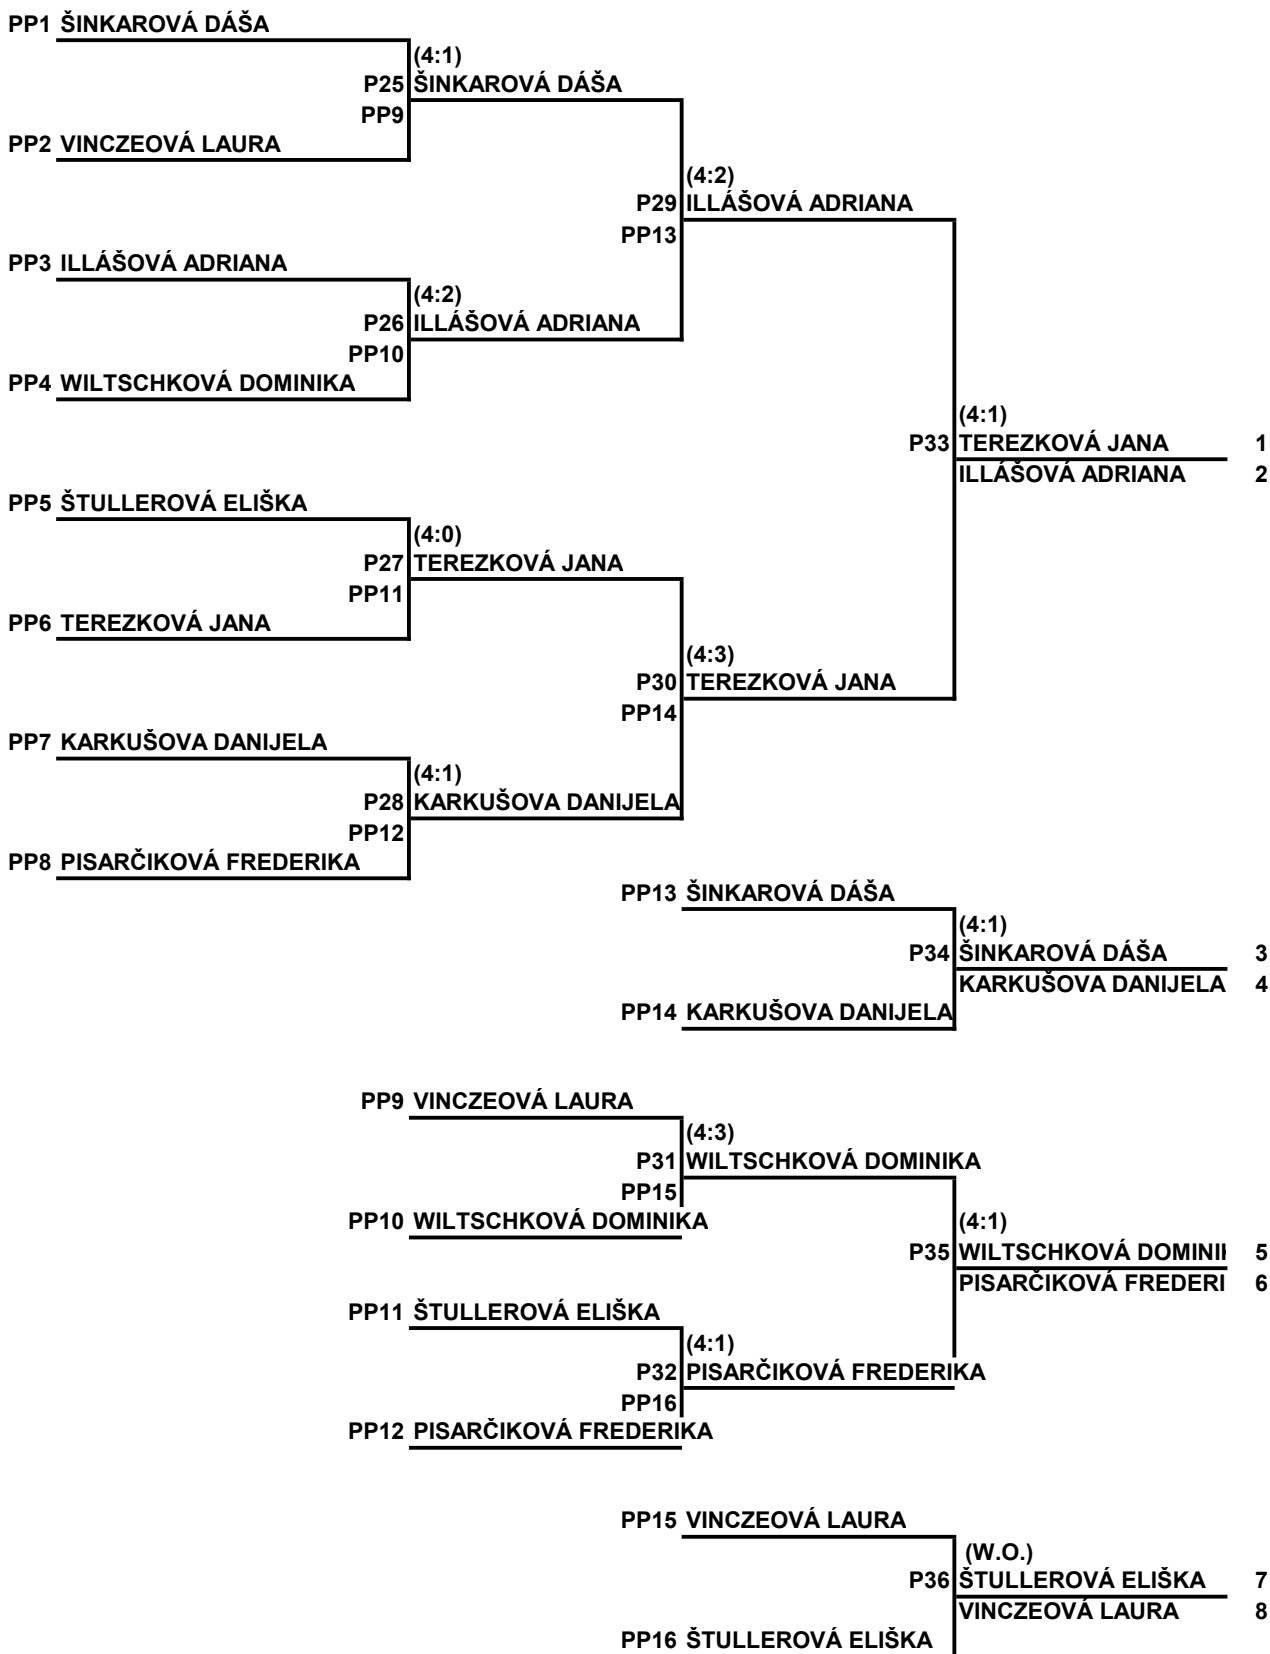 PP1 ŠINKAROVÁ DÁŠA
(4:1)
P25 ŠINKAROVÁ DÁŠA
PP9
PP2 VINCZEOVÁ LAURA
(4:2)
P29 ILLÁŠOVÁ ADRIANA
PP13
PP3 ILLÁŠOVÁ ADRIANA
(4:2)
P26 ILLÁŠOVÁ ADRIANA
PP10
PP4 WILTSCHKOVÁ DOMINIKA
(4:1)
P33 TEREZKOVÁ JANA 1
ILLÁŠOVÁ ADRIANA 2
PP5 ŠTULLEROVÁ ELIŠKA
(4:0)
P27 TEREZKOVÁ JANA
PP11
PP6 TEREZKOVÁ JANA
(4:3)
P30 TEREZKOVÁ JANA
PP14
PP7 KARKUŠOVA DANIJELA
(4:1)
P28 KARKUŠOVA DANIJELA
PP12
PP8 PISARČIKOVÁ FREDERIKA
PP13 ŠINKAROVÁ DÁŠA
(4:1)
P34 ŠINKAROVÁ DÁŠA 3
KARKUŠOVA DANIJELA 4
PP14 KARKUŠOVA DANIJELA
PP9 VINCZEOVÁ LAURA
(4:3)
P31 WILTSCHKOVÁ DOMINIKA
PP15
PP10 WILTSCHKOVÁ DOMINIKA
(4:1)
P35 WILTSCHKOVÁ DOMINI 5
PISARČIKOVÁ FREDERI 6
PP11 ŠTULLEROVÁ ELIŠKA
(4:1)
P32 PISARČIKOVÁ FREDERIKA
PP16
PP12 PISARČIKOVÁ FREDERIKA
PP15 VINCZEOVÁ LAURA
(W.O.)
P36 ŠTULLEROVÁ ELIŠKA 7
VINCZEOVÁ LAURA 8
PP16 ŠTULLEROVÁ ELIŠKA